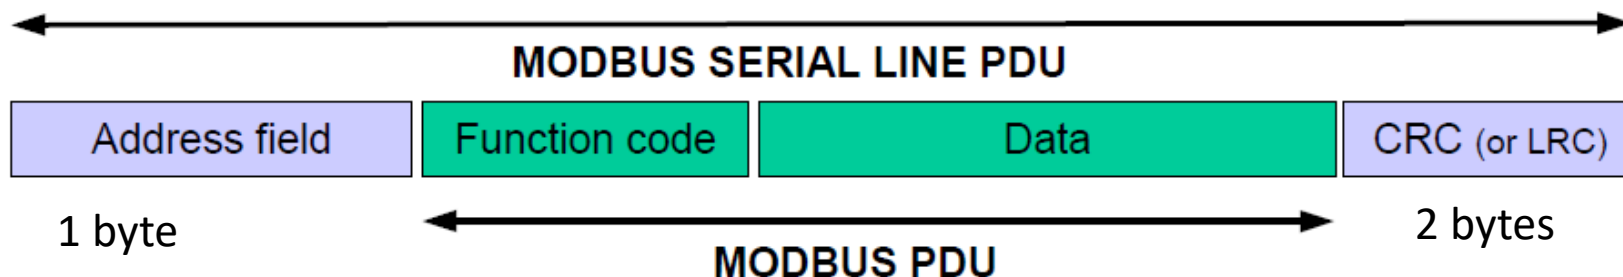 MODBUS SERIAL LINE PDU
Address field Function code Data CRC (or LRC)
1 byte 2 bytes
MODBUS PDU